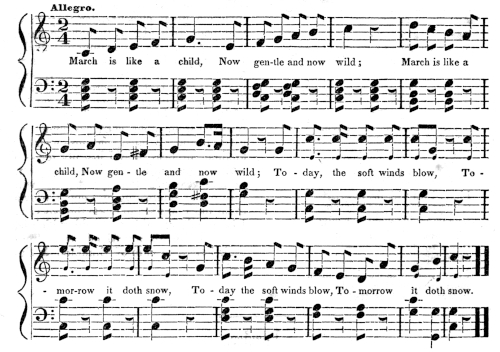 Allegro.
March is like a child, Now gen-tle and now wild; March is like a
child, Now gen - tle and now wild; To - day, the soft winds blow, To -
- mor-row it doth snow, To - day the soft winds blow, To - morrow it doth snow.